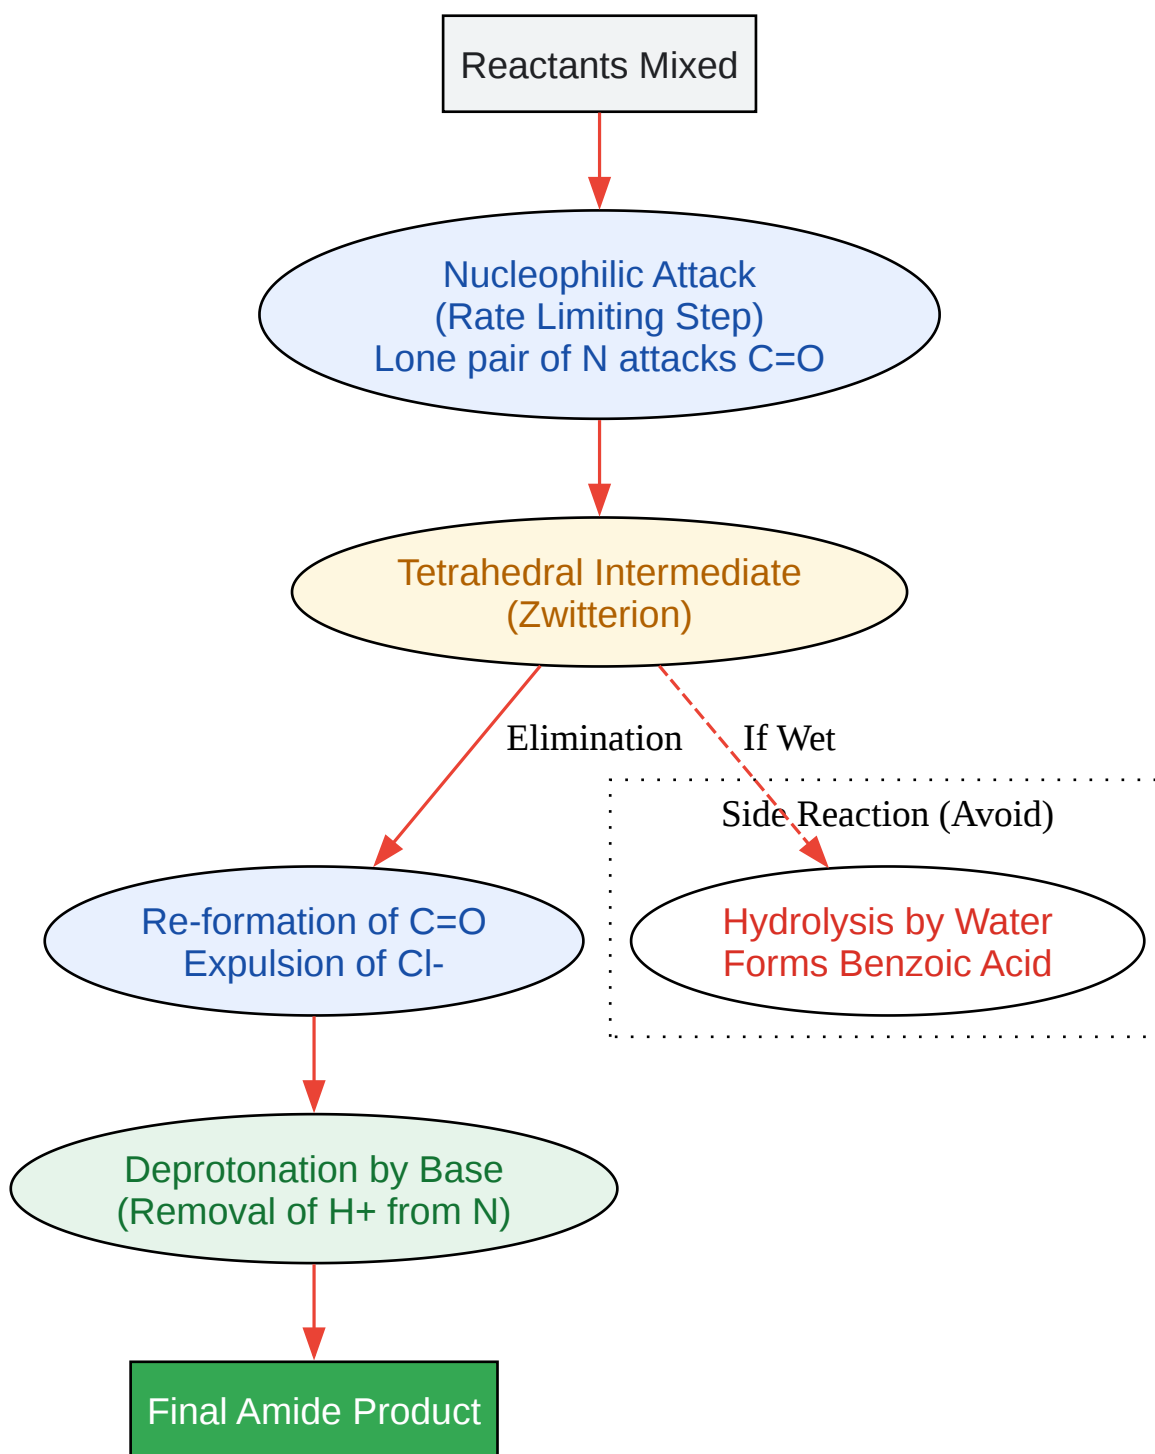 Reactants Mixed
Nucleophilic Attack
(Rate Limiting Step)
Lone pair of N attacks C=O
Tetrahedral Intermediate
(Zwitterion)
Elimination
If Wet
Side Reaction (Avoid)
Re-formation of C=O
Expulsion of Cl-
Hydrolysis by Water
Forms Benzoic Acid
Deprotonation by Base
(Removal of H+ from N)
Final Amide Product